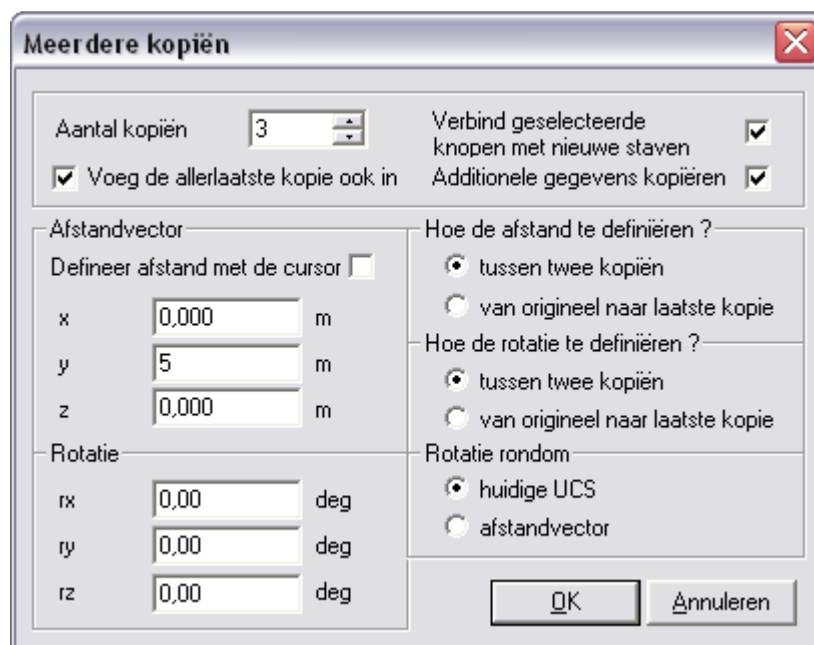 Meerdere kopiën
Aantal kopiën 3
Verbind geselecteerde
knopen met nieuwe staven
Voeg de allerlaatste kopie ook in
Additionele gegevens kopiëren
Afstandvector
Defineer afstand met de cursor
x 0,000 m
y 5 m
z 0,000 m
Hoe de afstand te definiëren ?
tussen twee kopiën
van origineel naar laatste kopie
Hoe de rotatie te definiëren ?
tussen twee kopiën
van origineel naar laatste kopie
Rotatie
rx 0,00 deg
ry 0,00 deg
rz 0,00 deg
Rotatie rondom
huidige UCS
afstandvector
OK
Annuleren